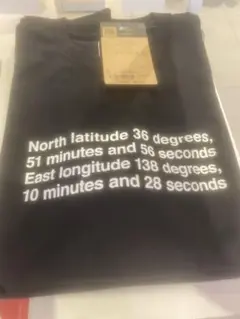 North latitude 36 degrees,
51 minutes and 56 seconds
East longitude 138 degrees,
10 minutes and 28 seconds